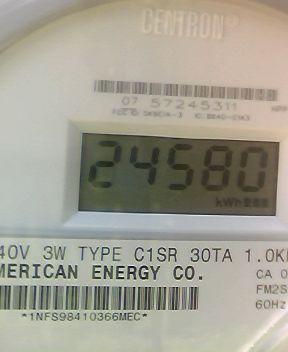 CENTRON®
07 57245311
24580
kWh
40V 3W TYPE C1SR 30TA 1.0K
MERICAN ENERGY CO.
CA 0
FM2S
60Hz
*1NFS98410366MEC*